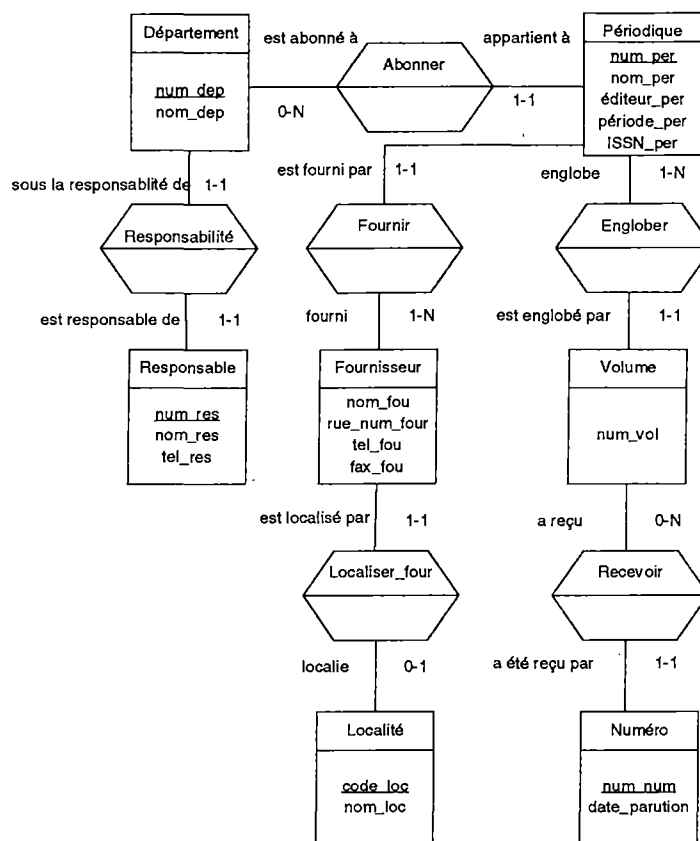 Département
num_dep
nom_dep
est abonné à
0-N
Abonner
appartient à
1-1
Périodique
num_per
nom_per
éditeur_per
période_per
ISSN_per
sous la responsablité de
1-1
Responsabilité
est responsable de
1-1
Responsable
num_res
nom_res
tel_res
est fourni par
1-1
Fournir
fourni
1-N
Fournisseur
nom_fou
rue_num_four
tel_fou
fax_fou
est localisé par
1-1
Localiser_four
localie
0-1
Localité
code_loc
nom_loc
englobe
1-N
Englober
est englobé par
1-1
Volume
num_vol
a reçu
0-N
Recevoir
a été reçu par
1-1
Numéro
num_num
date_parution